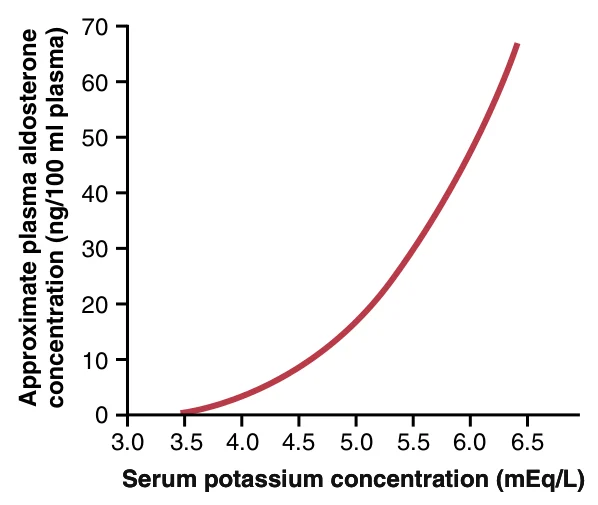 Approximate plasma aldosterone
concentration (ng/100 ml plasma)
70
60
50
40
30
20
10
0
3.0 3.5 4.0 4.5 5.0 5.5 6.0 6.5
Serum potassium concentration (mEq/L)